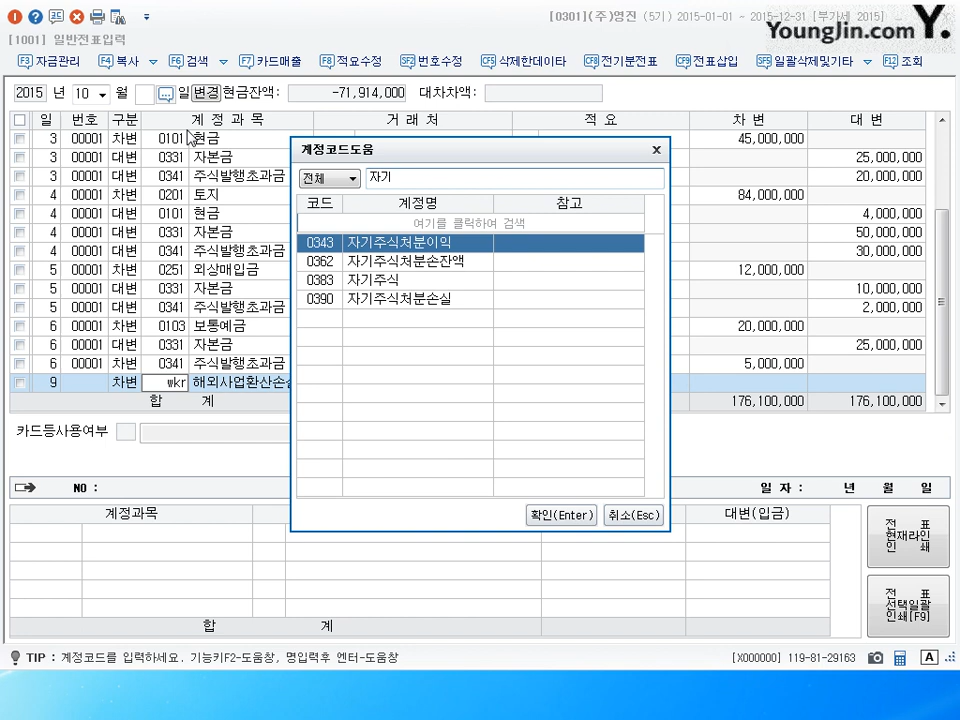 [0301](주)영진 (5기) 2015-01-01 ~ 2015-12-31 [부가세 2015]
YoungJin.com Y.
[1001] 일반전표입력
F3 자금관리 F4 복사 F6 검색 F7 카드매출 F8 적요수정 SF2 번호수정 CF5 삭제한데이타 CF8 전기분전표 CF9 전표삽입 SF5 일괄삭제및기타 F12 조회
2015 년 10 월 일 변경 현금잔액: -71,914,000 대차차액:
일 번호 구분 계 정 과 목 거 래 처 적 요 차 변 대 변
3 00001 차변 0101 현금 45,000,000
3 00001 대변 0331 자본금 25,000,000
3 00001 대변 0341 주식발행초과금 20,000,000
4 00001 차변 0201 토지 84,000,000
4 00001 대변 0101 현금 4,000,000
4 00001 대변 0331 자본금 50,000,000
4 00001 대변 0341 주식발행초과금 30,000,000
5 00001 차변 0251 외상매입금 12,000,000
5 00001 대변 0331 자본금 10,000,000
5 00001 대변 0341 주식발행초과금 2,000,000
6 00001 차변 0103 보통예금 20,000,000
6 00001 대변 0331 자본금 25,000,000
6 00001 차변 0341 주식발행초과금 5,000,000
9 차변 wkr 해외사업환산손
합 계 176,100,000 176,100,000
계정코드도움 x
전체 자기
코드 계정명 참고
여기를 클릭하여 검색
0343 자기주식처분이익
0362 자기주식처분손잔액
0383 자기주식
0390 자기주식처분손실
확인(Enter) 취소(Esc)
카드등사용여부
NO : 일 자 : 년 월 일
계정과목 대변(입금)
합 계
전 표
현재라인
인 쇄
전 표
선택일괄
인쇄[F9]
TIP : 계정코드를 입력하세요. 기능키F2-도움창, 명입력후 엔터-도움창
[X000000] 119-81-29163 A